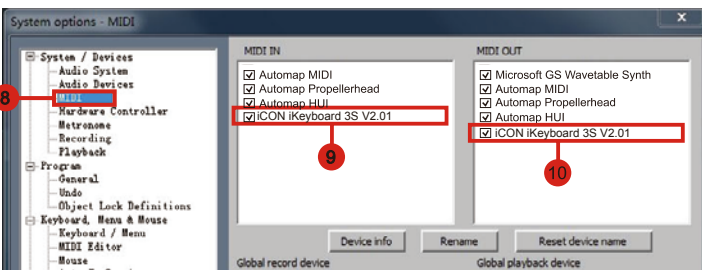 System options - MIDI
x
System / Devices
Audio System
Audio Devices
8
MIDI
Hardware Controller
Metronome
Recording
Playback
Program
General
Undo
Object Lock Definitions
Keyboard, Menu & Mouse
Keyboard / Menu
MIDI Editor
Mouse
MIDI IN
Automap MIDI
Automap Propellerhead
Automap HUI
iCON iKeyboard 3S V2.01
9
MIDI OUT
Microsoft GS Wavetable Synth
Automap MIDI
Automap Propellerhead
Automap HUI
iCON iKeyboard 3S V2.01
10
Device info
Rename
Reset device name
Global record device
Global playback device